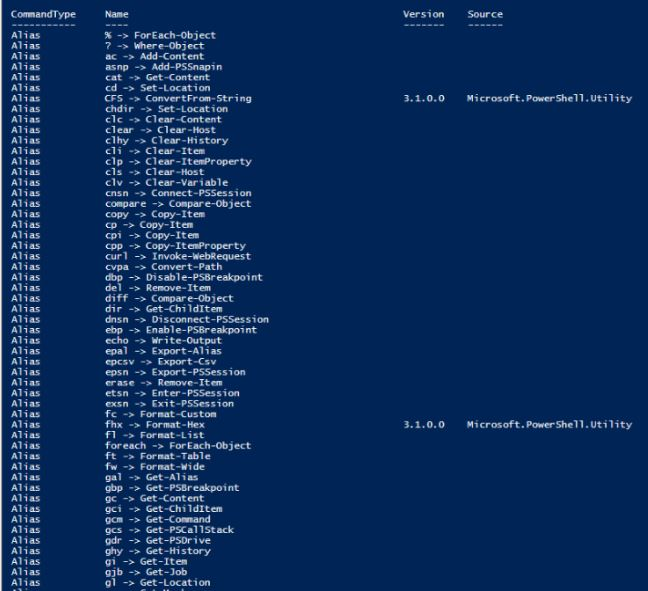 CommandType Name Version Source
----------- ---- ------- ------
Alias % -> ForEach-Object
Alias ? -> Where-Object
Alias ac -> Add-Content
Alias asnp -> Add-PSSnapin
Alias cat -> Get-Content
Alias cd -> Set-Location
Alias CFS -> ConvertFrom-String 3.1.0.0 Microsoft.PowerShell.Utility
Alias chdir -> Set-Location
Alias clc -> Clear-Content
Alias clear -> Clear-Host
Alias clhy -> Clear-History
Alias cli -> Clear-Item
Alias clp -> Clear-ItemProperty
Alias cls -> Clear-Host
Alias clv -> Clear-Variable
Alias cnsn -> Connect-PSSession
Alias compare -> Compare-Object
Alias copy -> Copy-Item
Alias cp -> Copy-Item
Alias cpi -> Copy-Item
Alias cpp -> Copy-ItemProperty
Alias curl -> Invoke-WebRequest
Alias cvpa -> Convert-Path
Alias dbp -> Disable-PSBreakpoint
Alias del -> Remove-Item
Alias diff -> Compare-Object
Alias dir -> Get-ChildItem
Alias dnsn -> Disconnect-PSSession
Alias ebp -> Enable-PSBreakpoint
Alias echo -> Write-Output
Alias epal -> Export-Alias
Alias epcsv -> Export-Csv
Alias epsn -> Export-PSSession
Alias erase -> Remove-Item
Alias etsn -> Enter-PSSession
Alias exsn -> Exit-PSSession
Alias fc -> Format-Custom
Alias fhx -> Format-Hex 3.1.0.0 Microsoft.PowerShell.Utility
Alias fl -> Format-List
Alias foreach -> ForEach-Object
Alias ft -> Format-Table
Alias fw -> Format-Wide
Alias gal -> Get-Alias
Alias gbp -> Get-PSBreakpoint
Alias gc -> Get-Content
Alias gci -> Get-ChildItem
Alias gcm -> Get-Command
Alias gcs -> Get-PSCallStack
Alias gdr -> Get-PSDrive
Alias ghy -> Get-History
Alias gi -> Get-Item
Alias gjb -> Get-Job
Alias gl -> Get-Location